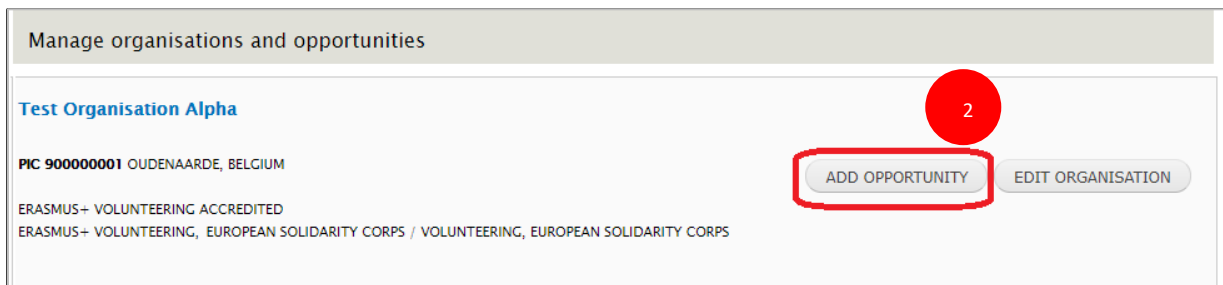 Manage organisations and opportunities
Test Organisation Alpha
2
PIC 900000001 OUDENAARDE, BELGIUM
ADD OPPORTUNITY
EDIT ORGANISATION
ERASMUS+ VOLUNTEERING ACCREDITED
ERASMUS+ VOLUNTEERING, EUROPEAN SOLIDARITY CORPS / VOLUNTEERING, EUROPEAN SOLIDARITY CORPS